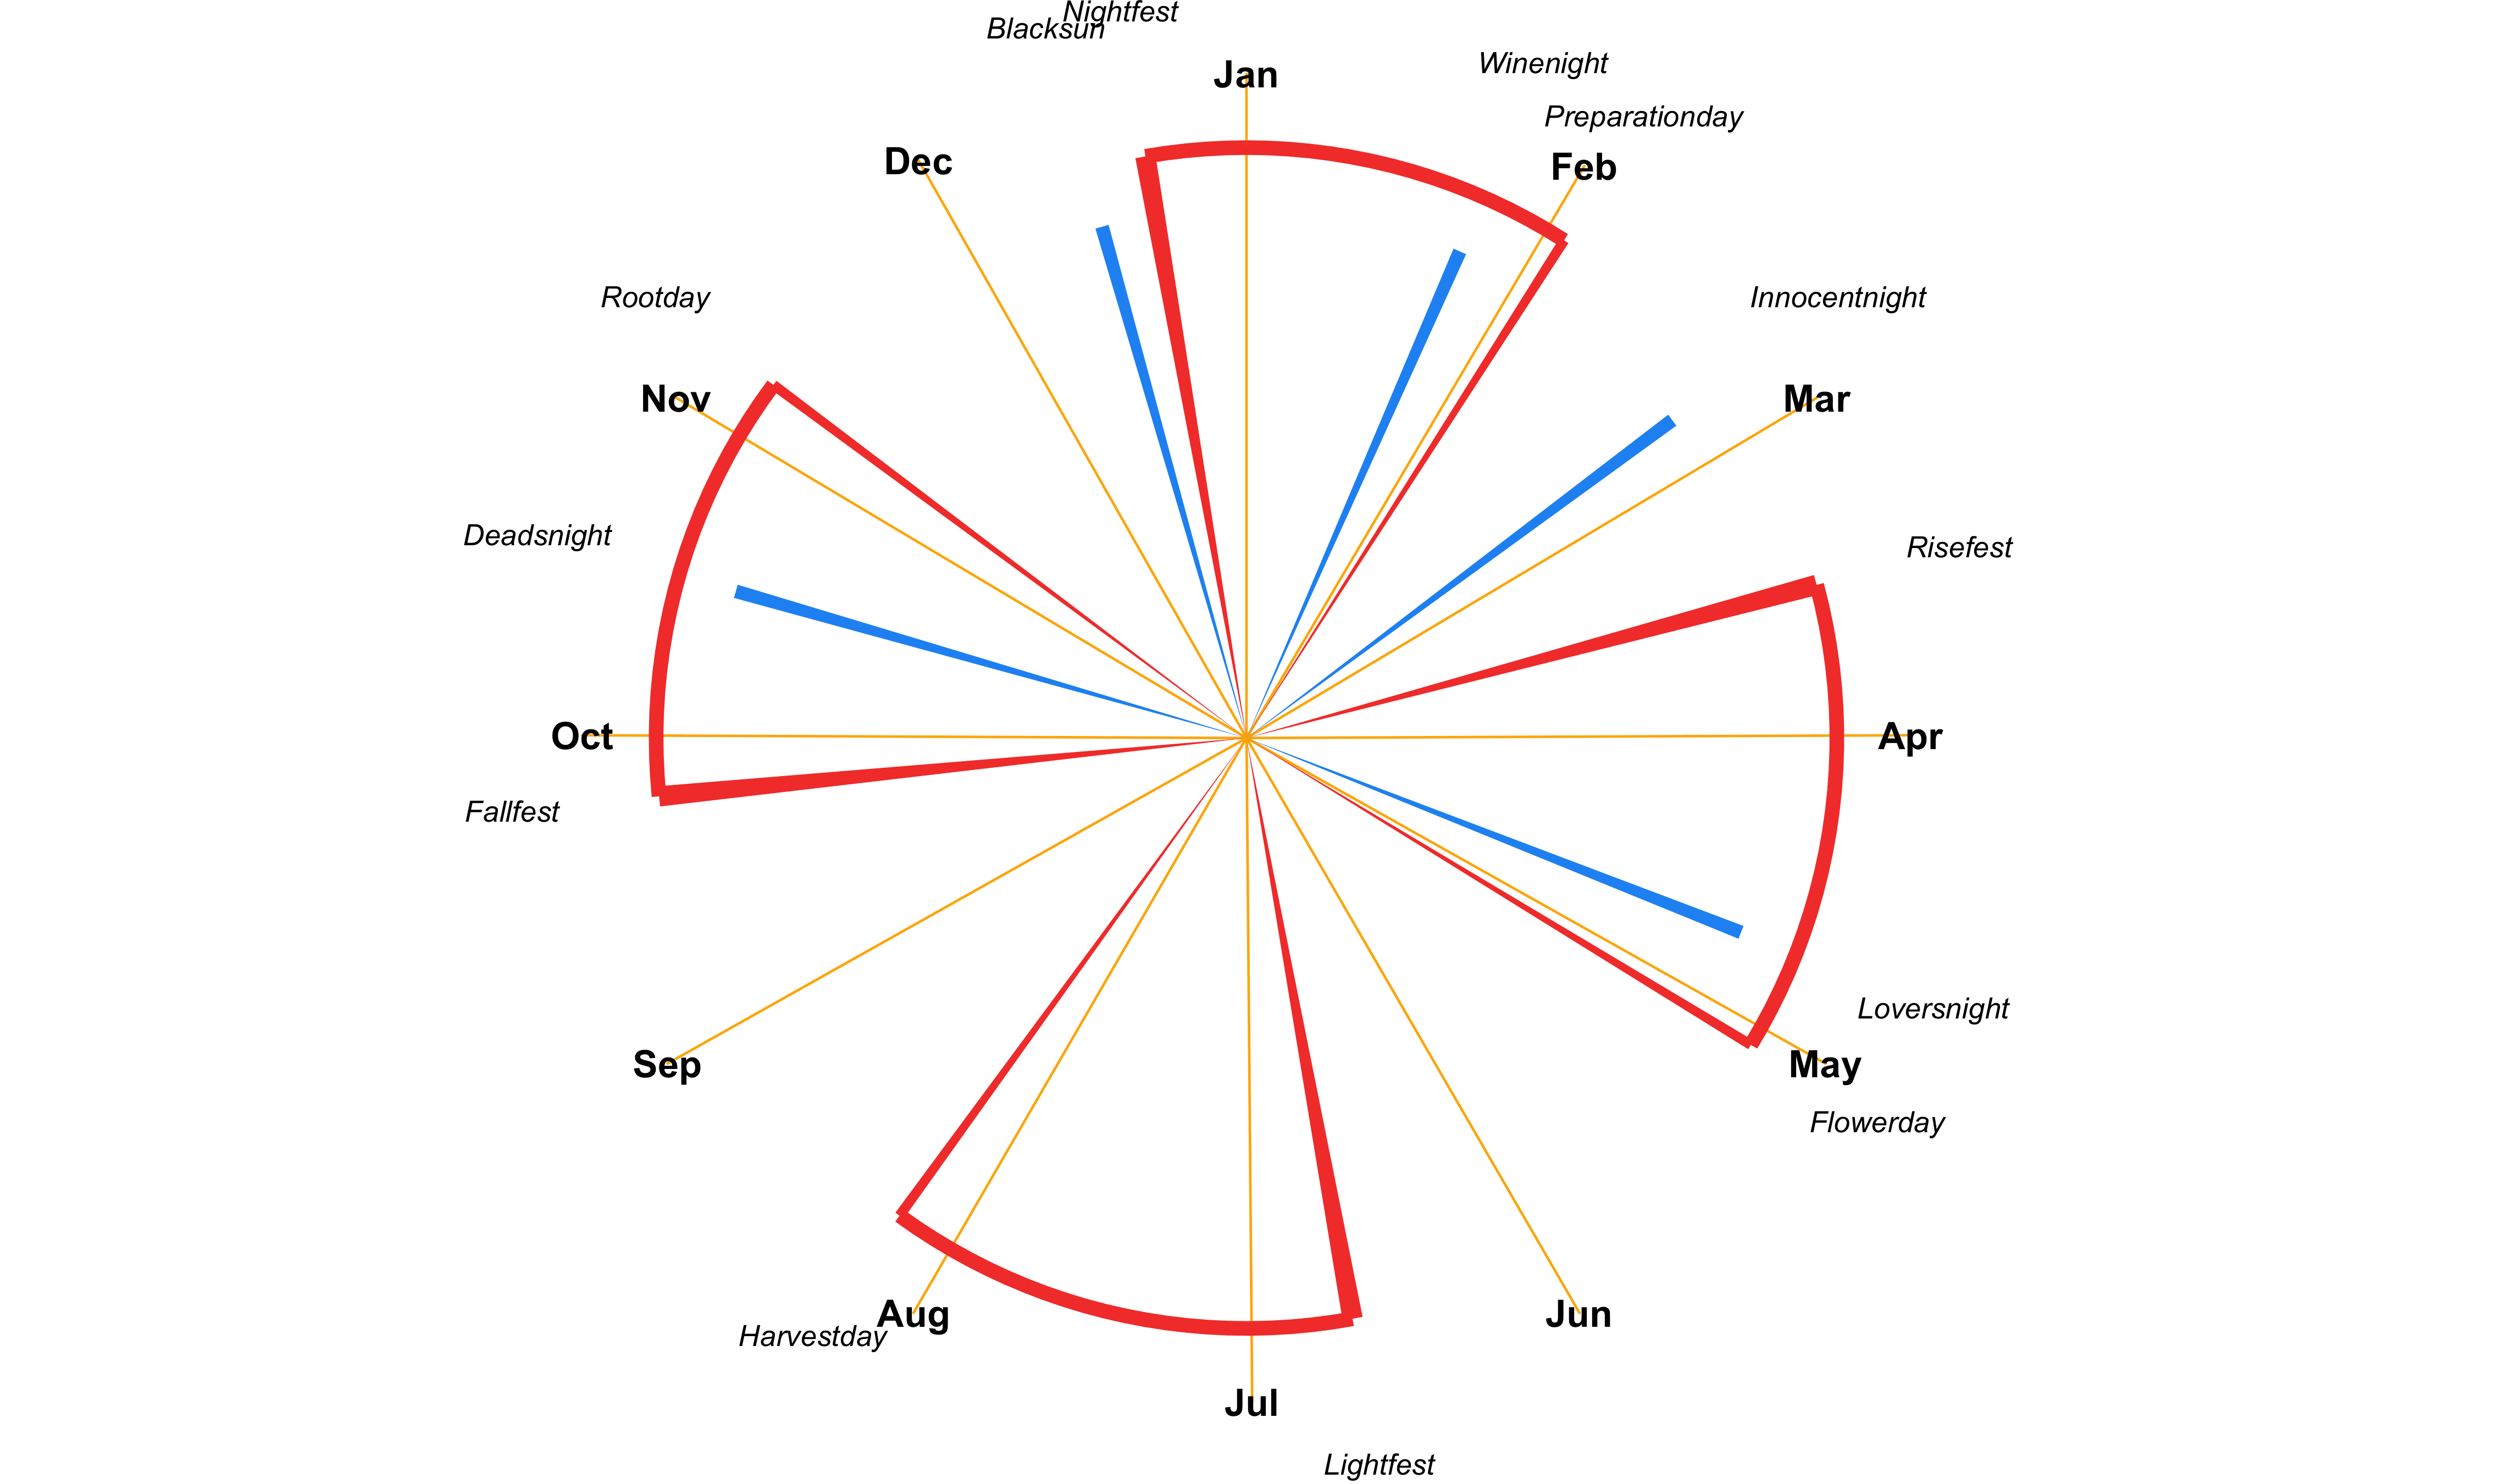 Nightfest
Blacksun
Winenight
Jan
Preparationday
Dec
Feb
Rootday
Innocentnight
Nov
Mar
Deadsnight
Risefest
Oct
Apr
Fallfest
Loversnight
Sep
May
Flowerday
Aug
Jun
Harvestday
Jul
Lightfest